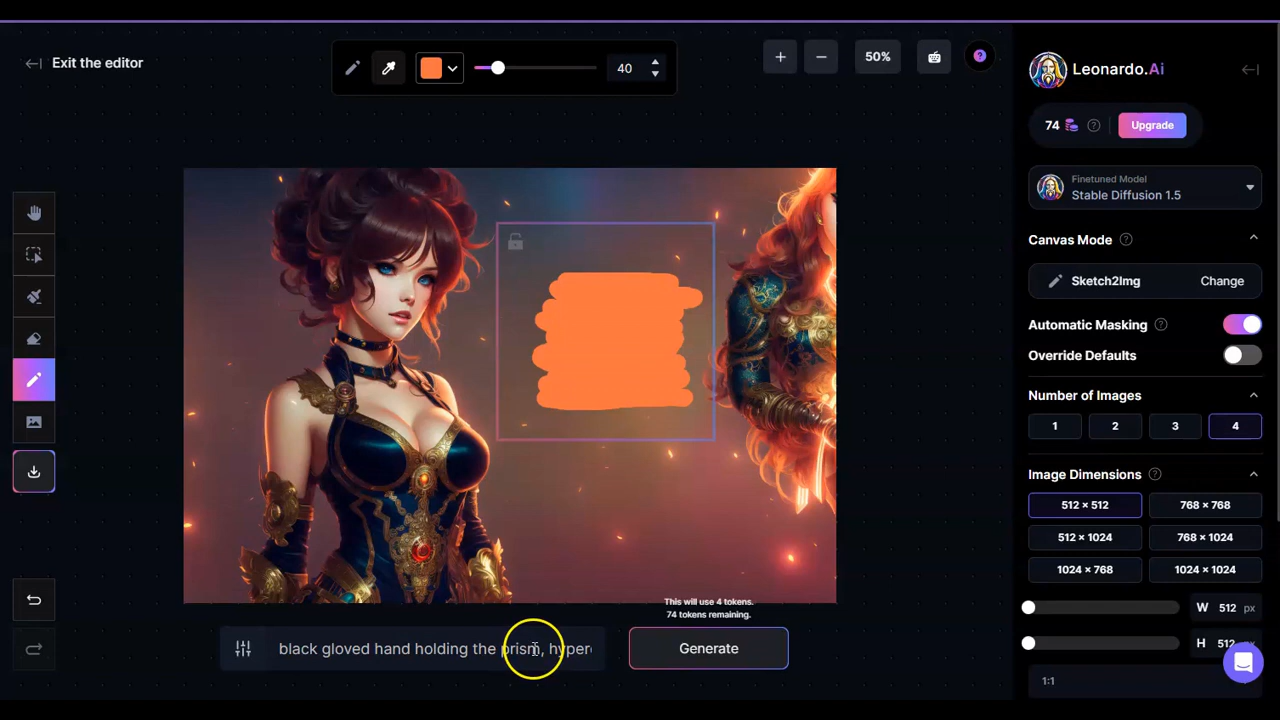 Exit the editor
40
50%
Leonardo.Ai
74
Upgrade
Finetuned Model
Stable Diffusion 1.5
Canvas Mode
Sketch2Img
Change
Automatic Masking
Override Defaults
Number of Images
1 2 3 4
Image Dimensions
512 × 512 768 × 768
512 × 1024 768 × 1024
1024 × 768 1024 × 1024
W 512 px
H 512
1:1
This will use 4 tokens.
74 tokens remaining.
black gloved hand holding the prism, hyper
Generate